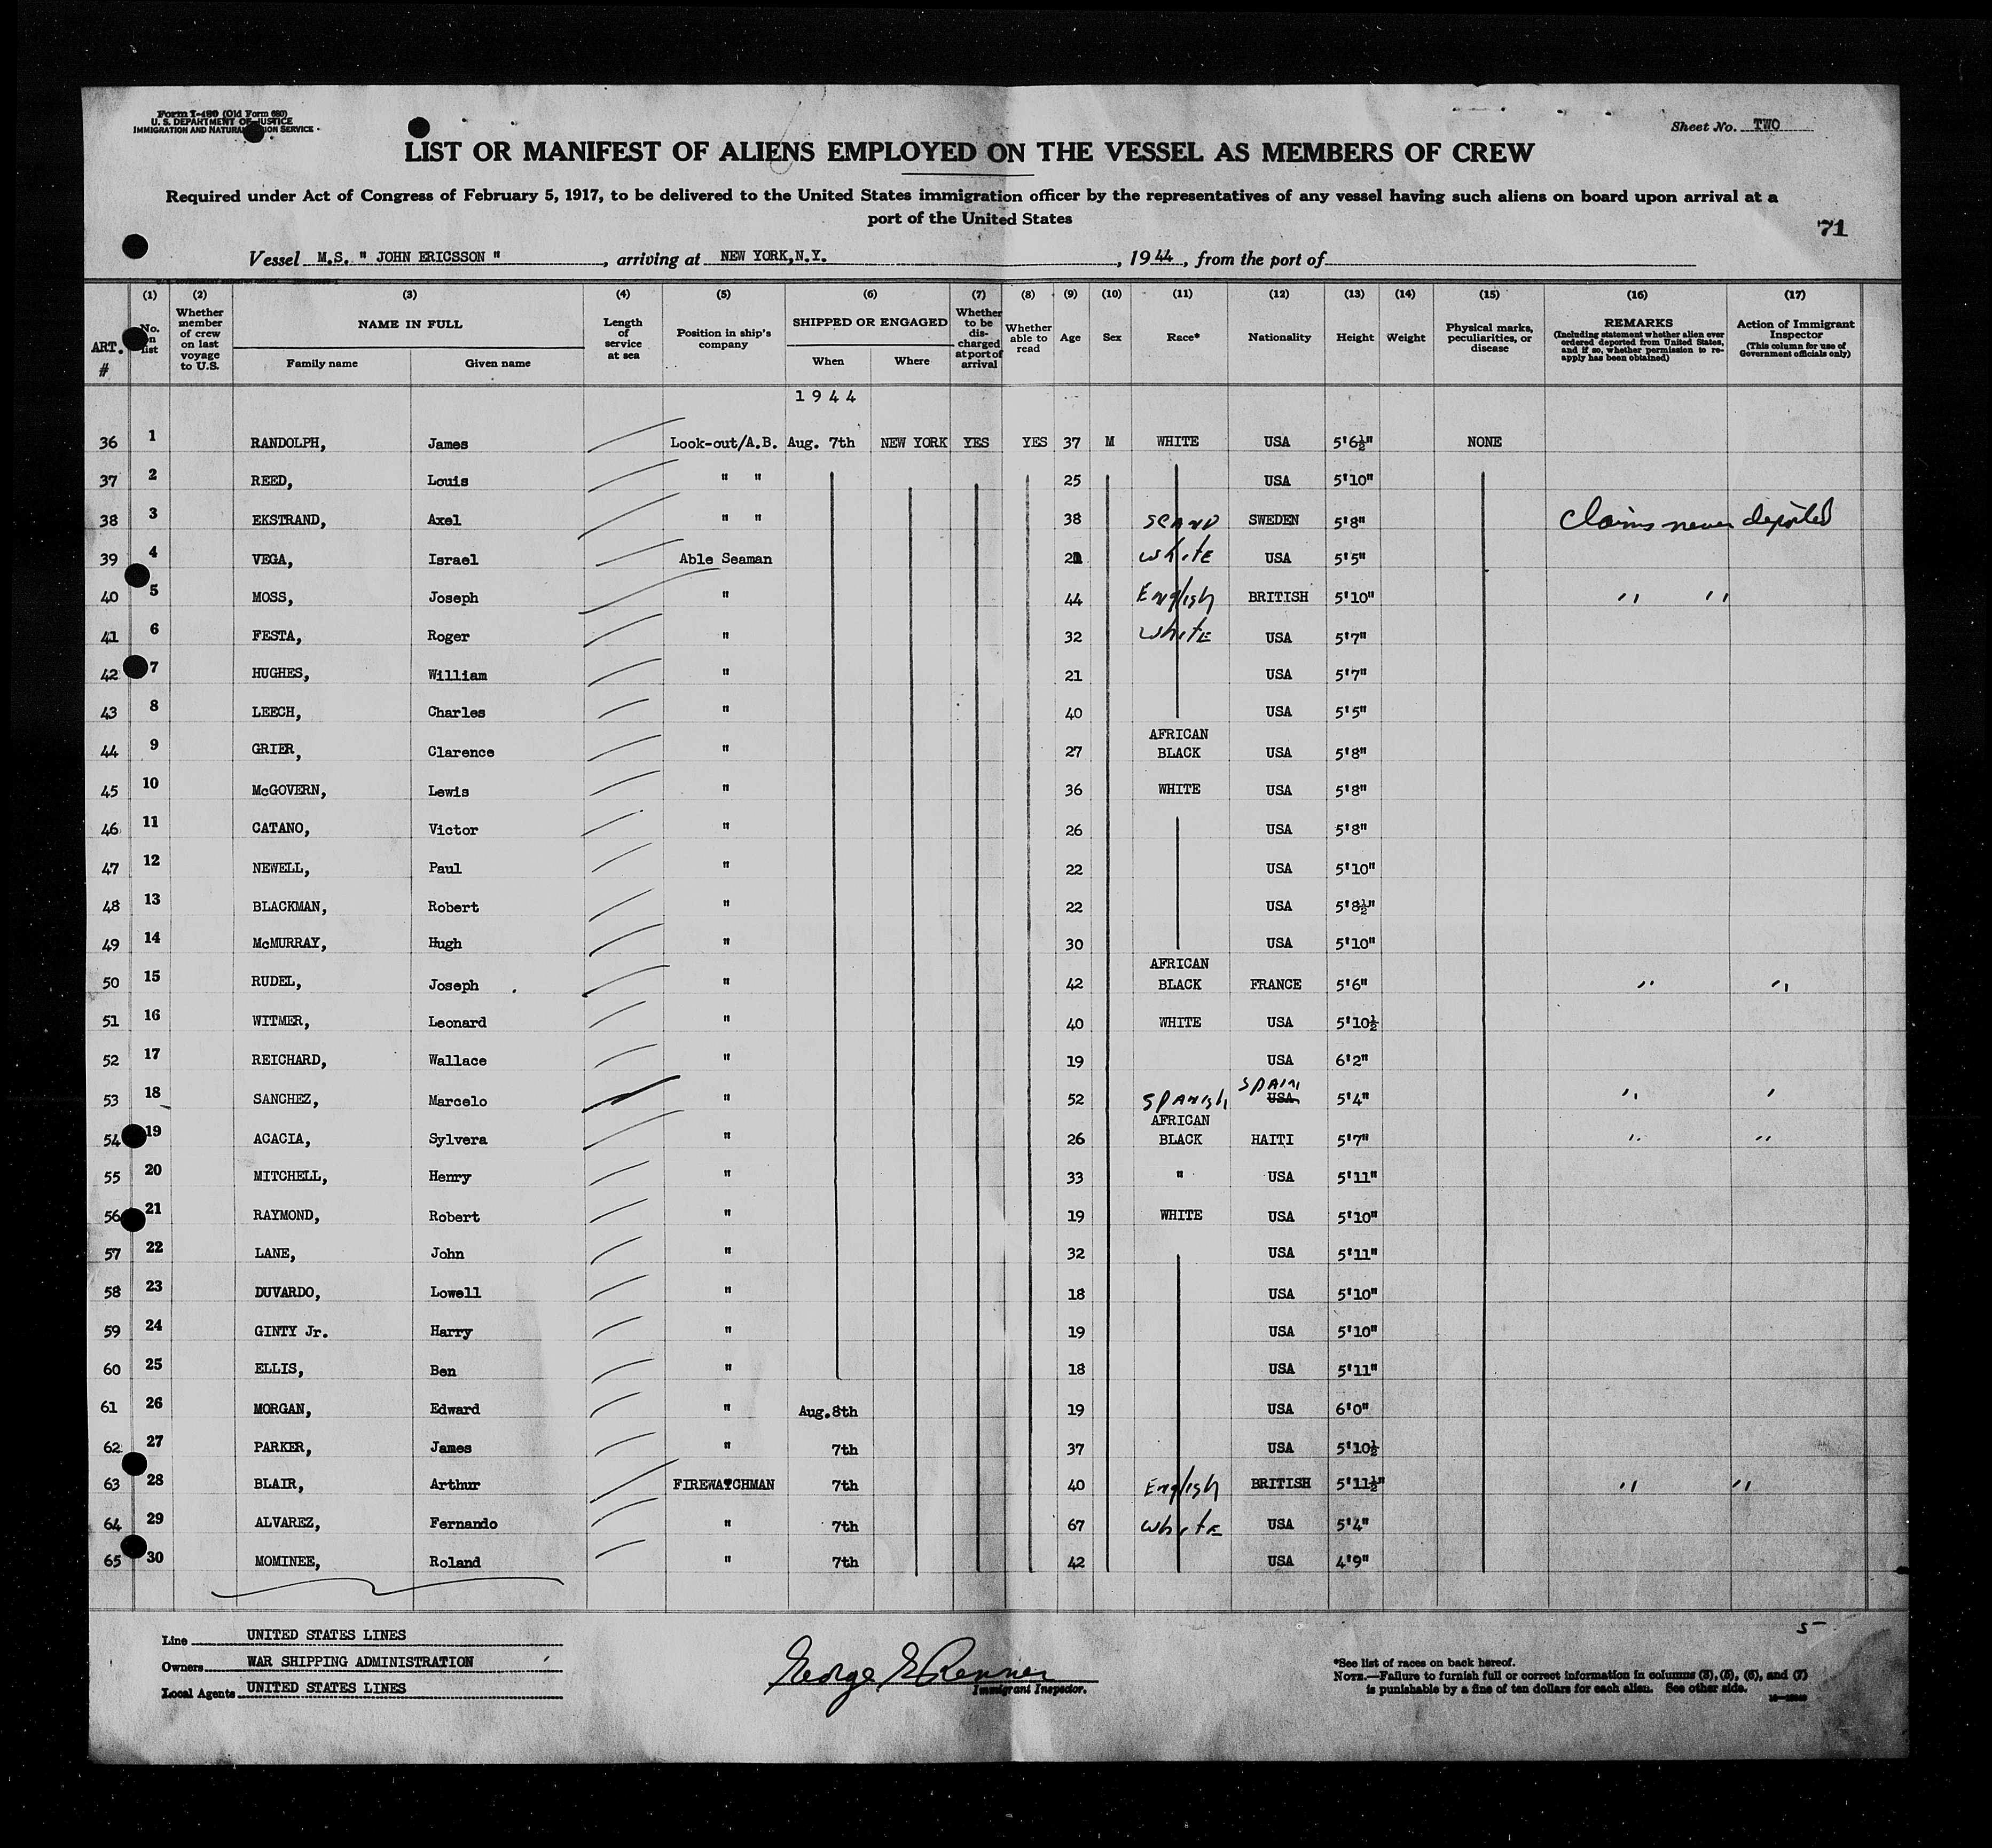 Form I-480 (Old Form 680)
U. S. DEPARTMENT OF JUSTICE
IMMIGRATION AND NATURALIZATION SERVICE
Sheet No. TWO
LIST OR MANIFEST OF ALIENS EMPLOYED ON THE VESSEL AS MEMBERS OF CREW
Required under Act of Congress of February 5, 1917, to be delivered to the United States immigration officer by the representatives of any vessel having such aliens on board upon arrival at a
port of the United States
71
Vessel M.S. " JOHN ERICSSON ", arriving at NEW YORK,N.Y., 1944, from the port of
ART. #
(1) No. on list
(2) Whether member of crew on last voyage to U.S.
(3) NAME IN FULL Family name Given name
(4) Length of service at sea
(5) Position in ship's company
(6) SHIPPED OR ENGAGED When Where
(7) Whether to be discharged at port of arrival
(8) Whether able to read
(9) Age
(10) Sex
(11) Race*
(12) Nationality
(13) Height
(14) Weight
(15) Physical marks, peculiarities, or disease
(16) REMARKS (Including statement whether alien ever ordered deported from United States, and if so, whether permission to reapply has been obtained)
(17) Action of Immigrant Inspector (This column for use of Government officials only)
1944
36 1 RANDOLPH, James Look-out/A.B. Aug. 7th NEW YORK YES YES 37 M WHITE USA 5'6½" NONE
37 2 REED, Louis " " 25 USA 5'10"
38 3 EKSTRAND, Axel " " 38 SCAND SWEDEN 5'8" Claims never deported
39 4 VEGA, Israel Able Seaman 21 White USA 5'5"
40 5 MOSS, Joseph " 44 English BRITISH 5'10" " "
41 6 FESTA, Roger " 32 White USA 5'7"
42 7 HUGHES, William " 21 USA 5'7"
43 8 LEECH, Charles " 40 USA 5'5"
44 9 GRIER, Clarence " 27 AFRICAN BLACK USA 5'8"
45 10 McGOVERN, Lewis " 36 WHITE USA 5'8"
46 11 CATANO, Victor " 26 USA 5'8"
47 12 NEWELL, Paul " 22 USA 5'10"
48 13 BLACKMAN, Robert " 22 USA 5'8½"
49 14 McMURRAY, Hugh " 30 USA 5'10"
50 15 RUDEL, Joseph " 42 AFRICAN BLACK FRANCE 5'6" " "
51 16 WITMER, Leonard " 40 WHITE USA 5'10½
52 17 REICHARD, Wallace " 19 USA 6'2"
53 18 SANCHEZ, Marcelo " 52 SPANISH SPAIN USA 5'4" " '
54 19 ACACIA, Sylvera " 26 AFRICAN BLACK HAITI 5'7" " "
55 20 MITCHELL, Henry " 33 " USA 5'11"
56 21 RAYMOND, Robert " 19 WHITE USA 5'10"
57 22 LANE, John " 32 USA 5'11"
58 23 DUVARDO, Lowell " 18 USA 5'10"
59 24 GINTY Jr. Harry " 19 USA 5'10"
60 25 ELLIS, Ben " 18 USA 5'11"
61 26 MORGAN, Edward " Aug.8th 19 USA 6'0"
62 27 PARKER, James " 7th 37 USA 5'10½
63 28 BLAIR, Arthur FIREWATCHMAN 7th 40 English BRITISH 5'11½" " "
64 29 ALVAREZ, Fernando " 7th 67 White USA 5'4"
65 30 MOMINEE, Roland " 7th 42 USA 4'9"
5
Line UNITED STATES LINES
Owners WAR SHIPPING ADMINISTRATION
Local Agents UNITED STATES LINES
George E Renner
Immigrant Inspector.
*See list of races on back hereof.
NOTE.—Failure to furnish full or correct information in columns (3), (5), (6), and (7)
is punishable by a fine of ten dollars for each alien. See other side.